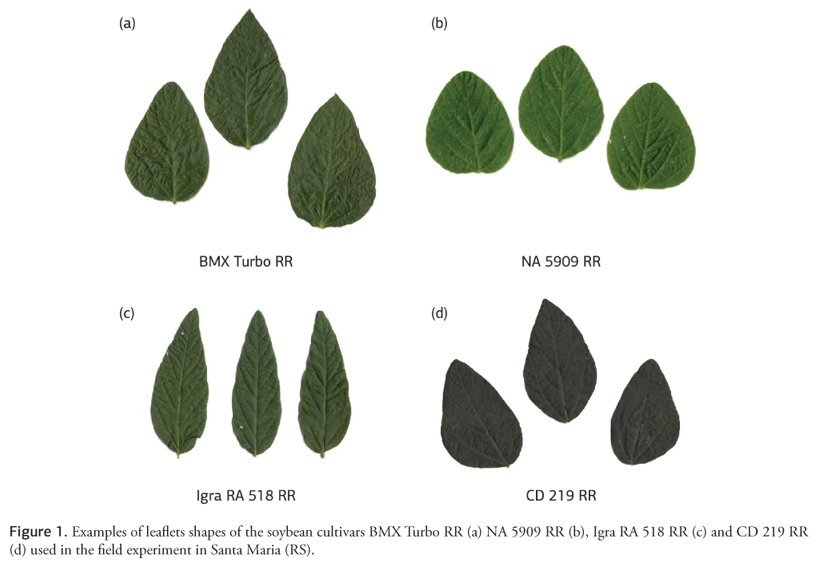 (a)
(b)
BMX Turbo RR
NA 5909 RR
(c)
(d)
Igra RA 518 RR
CD 219 RR
Figure 1. Examples of leaflets shapes of the soybean cultivars BMX Turbo RR (a) NA 5909 RR (b), Igra RA 518 RR (c) and CD 219 RR
(d) used in the field experiment in Santa Maria (RS).